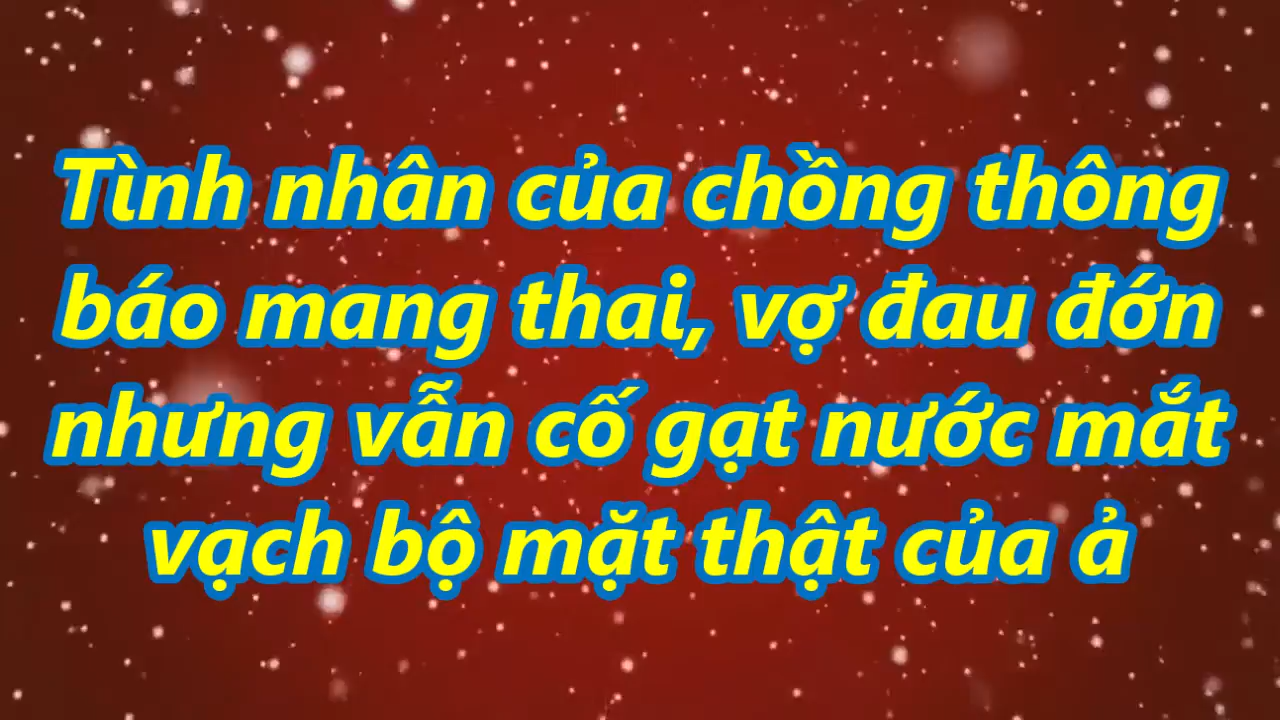 Tình nhân của chồng thông
báo mang thai, vợ đau đớn
nhưng vẫn cố gạt nước mắt
vạch bộ mặt thật của ả